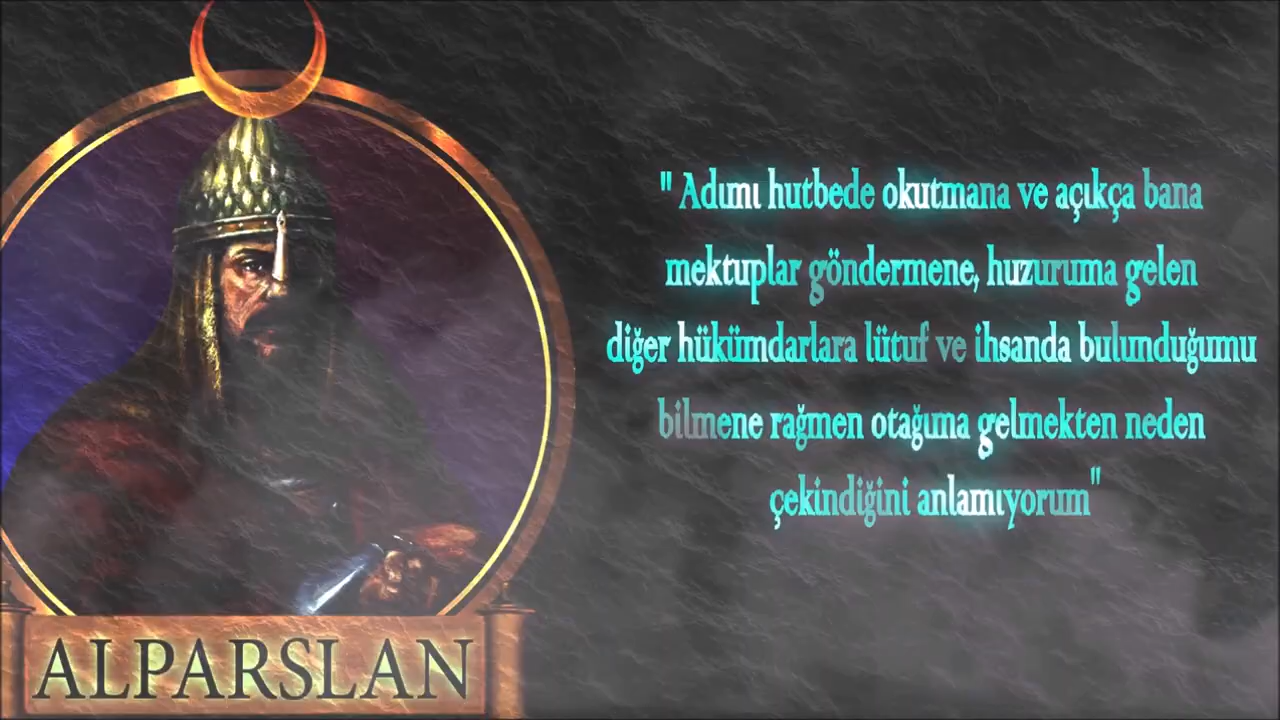 " Adımı hutbede okutmana ve açıkça bana
mektuplar göndermene, huzuruma gelen
diğer hükümdarlara lütuf ve ihsanda bulunduğumu
bilmene rağmen otağuma gelmekten neden
çekindiğini anlamıyorum"
ALPARSLAN